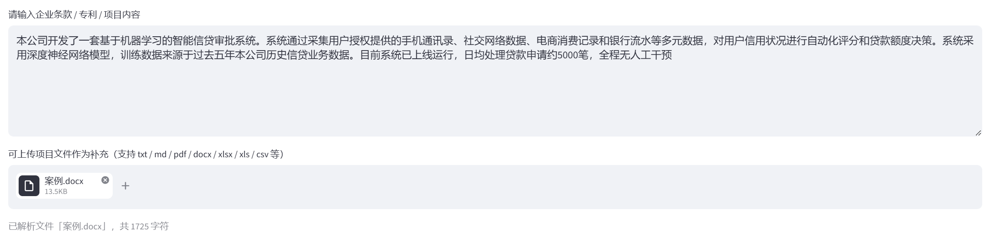 请输入企业条款 / 专利 / 项目内容
本公司开发了一套基于机器学习的智能信贷审批系统。系统通过采集用户授权提供的手机通讯录、社交网络数据、电商消费记录和银行流水等多元数据，对用户信用状况进行自动化评分和贷款额度决策。系统采
用深度神经网络模型，训练数据来源于过去五年本公司历史信贷业务数据。目前系统已上线运行，日均处理贷款申请约5000笔，全程无人工干预
可上传项目文件作为补充（支持 txt / md / pdf / docx / xlsx / xls / csv 等）
案例.docx
13.5KB
已解析文件「案例.docx」，共 1725 字符